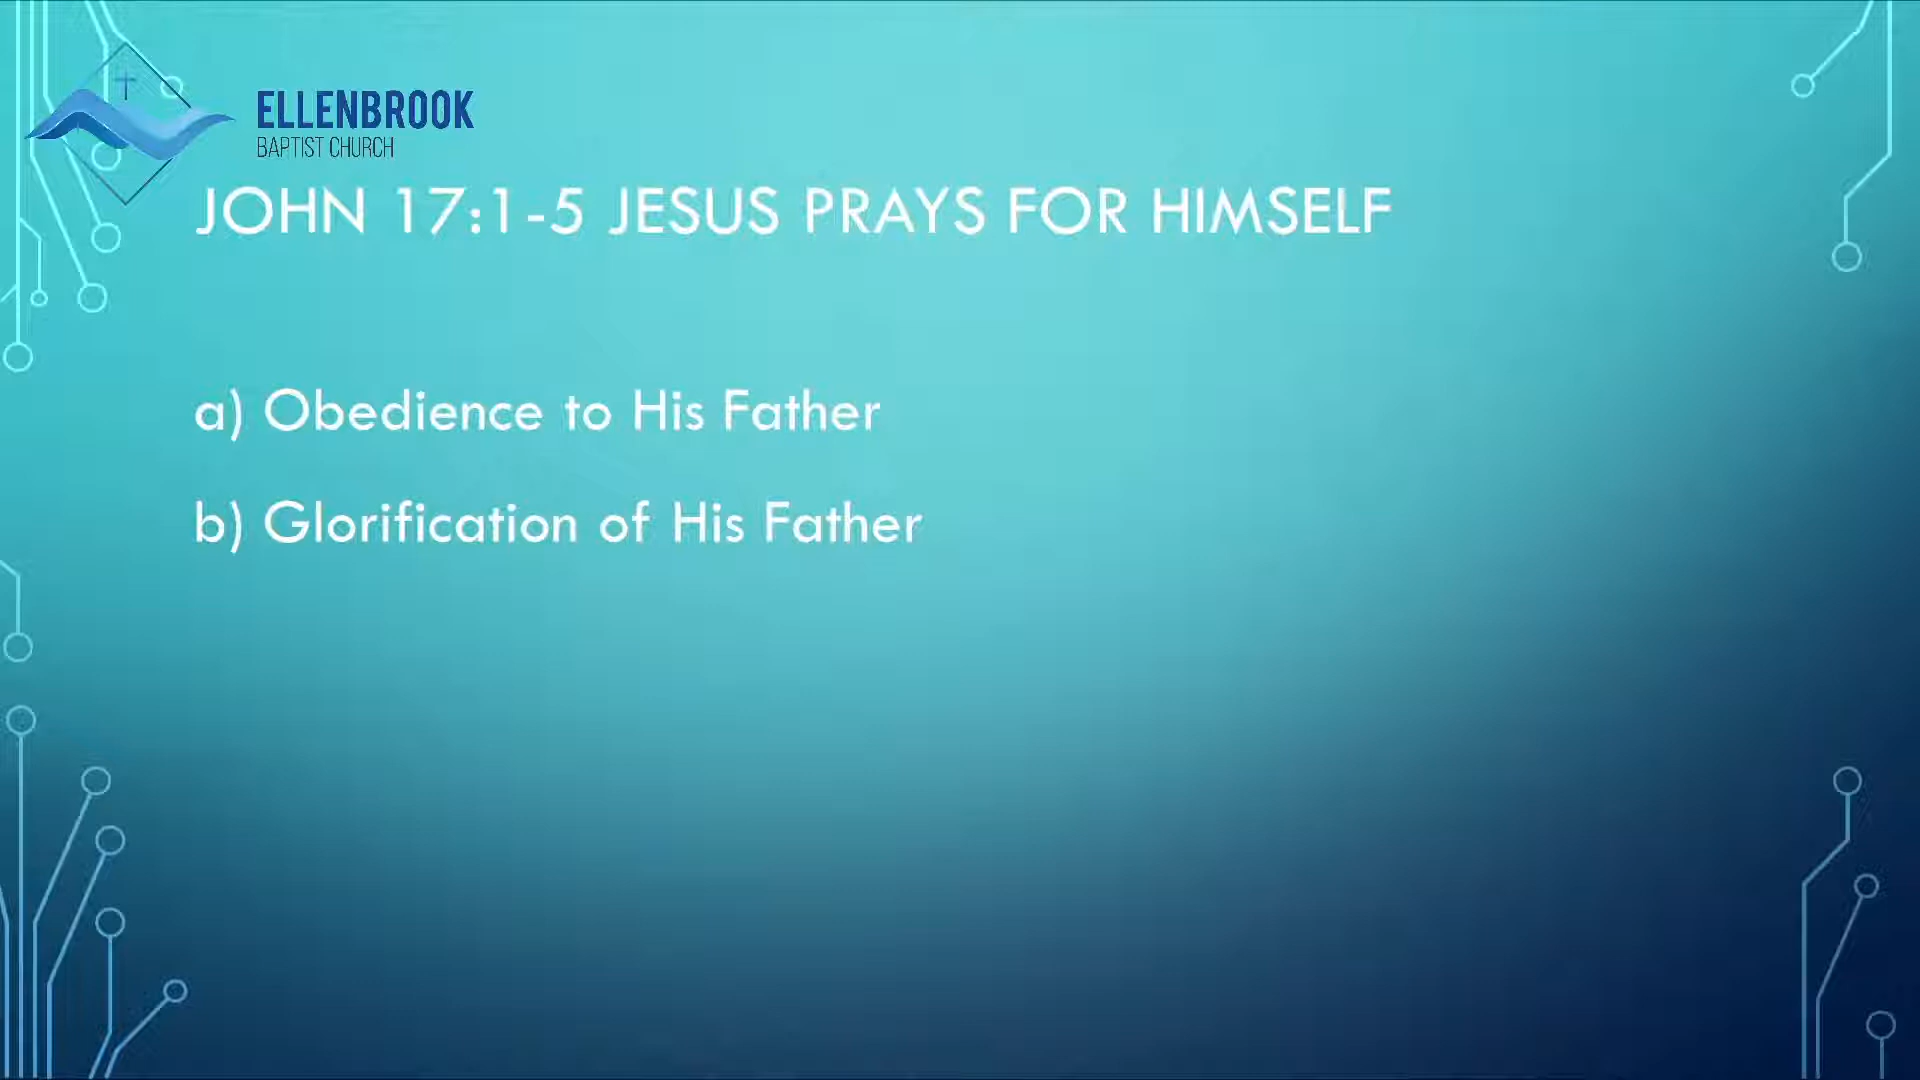 ELLENBROOK
BAPTIST CHURCH
JOHN 17:1-5 JESUS PRAYS FOR HIMSELF
a) Obedience to His Father
b) Glorification of His Father